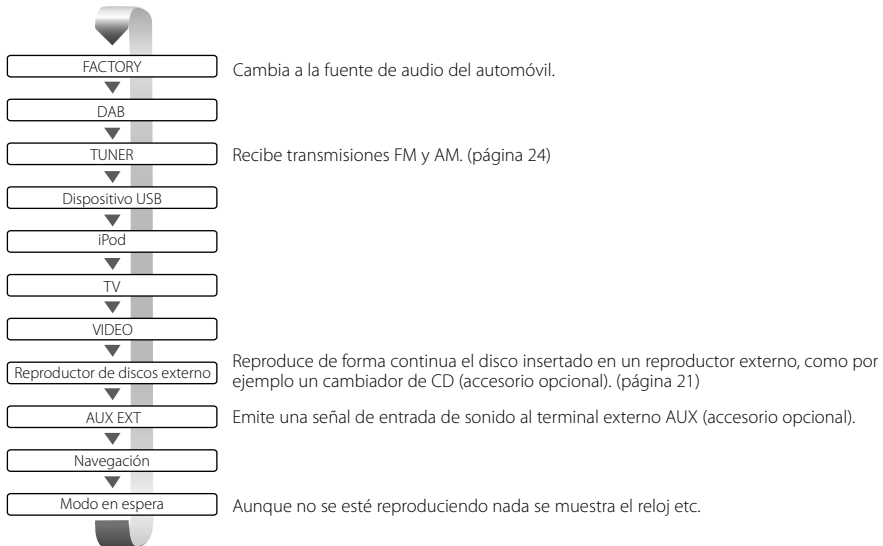 FACTORY
Cambia a la fuente de audio del automóvil.
DAB
TUNER
Recibe transmisiones FM y AM. (página 24)
Dispositivo USB
iPod
TV
VIDEO
Reproductor de discos externo
Reproduce de forma continua el disco insertado en un reproductor externo, como por
ejemplo un cambiador de CD (accesorio opcional). (página 21)
AUX EXT
Emite una señal de entrada de sonido al terminal externo AUX (accesorio opcional).
Navegación
Modo en espera
Aunque no se esté reproduciendo nada se muestra el reloj etc.